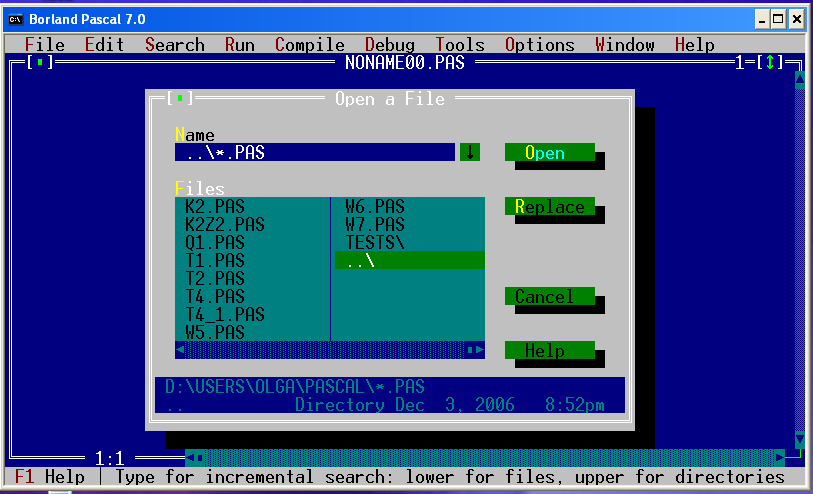 Borland Pascal 7.0
File Edit Search Run Compile Debug Tools Options Window Help
NONAME00.PAS 1
Open a File
Name
..\*.PAS
Open
Files
K2.PAS W6.PAS
Replace
K2Z2.PAS W7.PAS
Q1.PAS TESTS\
T1.PAS ..\
T2.PAS
T4.PAS
Cancel
T4_1.PAS
W5.PAS
Help
D:\USERS\OLGA\PASCAL\*.PAS
.. Directory Dec 3, 2006 8:52pm
1:1
F1 Help | Type for incremental search: lower for files, upper for directories